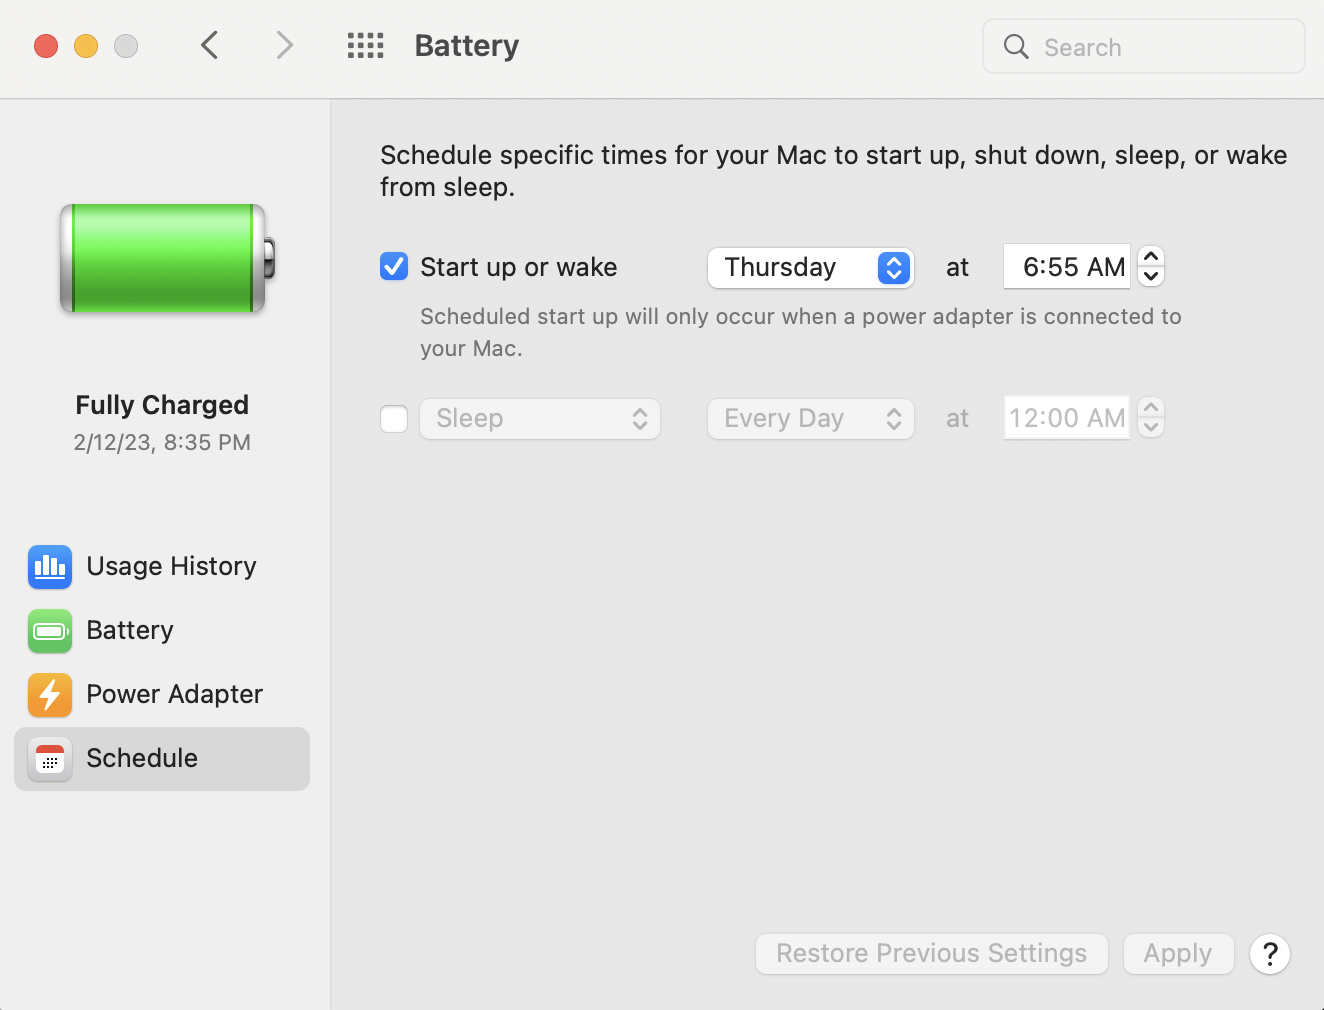 Battery
Search
Schedule specific times for your Mac to start up, shut down, sleep, or wake
from sleep.
Start up or wake Thursday at 6:55 AM
Scheduled start up will only occur when a power adapter is connected to
your Mac.
Sleep Every Day at 12:00 AM
Fully Charged
2/12/23, 8:35 PM
Usage History
Battery
Power Adapter
Schedule
Restore Previous Settings Apply ?